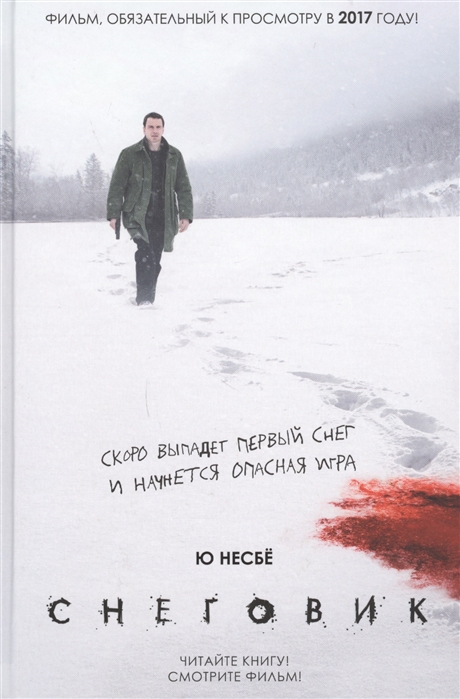 ФИЛЬМ, ОБЯЗАТЕЛЬНЫЙ К ПРОСМОТРУ В 2017 ГОДУ!
СКОРО ВЫПАДЕТ ПЕРВЫЙ СНЕГ
И НАЧНЕТСЯ ОПАСНАЯ ИГРА
Ю НЕСБЁ
СНЕГОВИК
ЧИТАЙТЕ КНИГУ!
СМОТРИТЕ ФИЛЬМ!